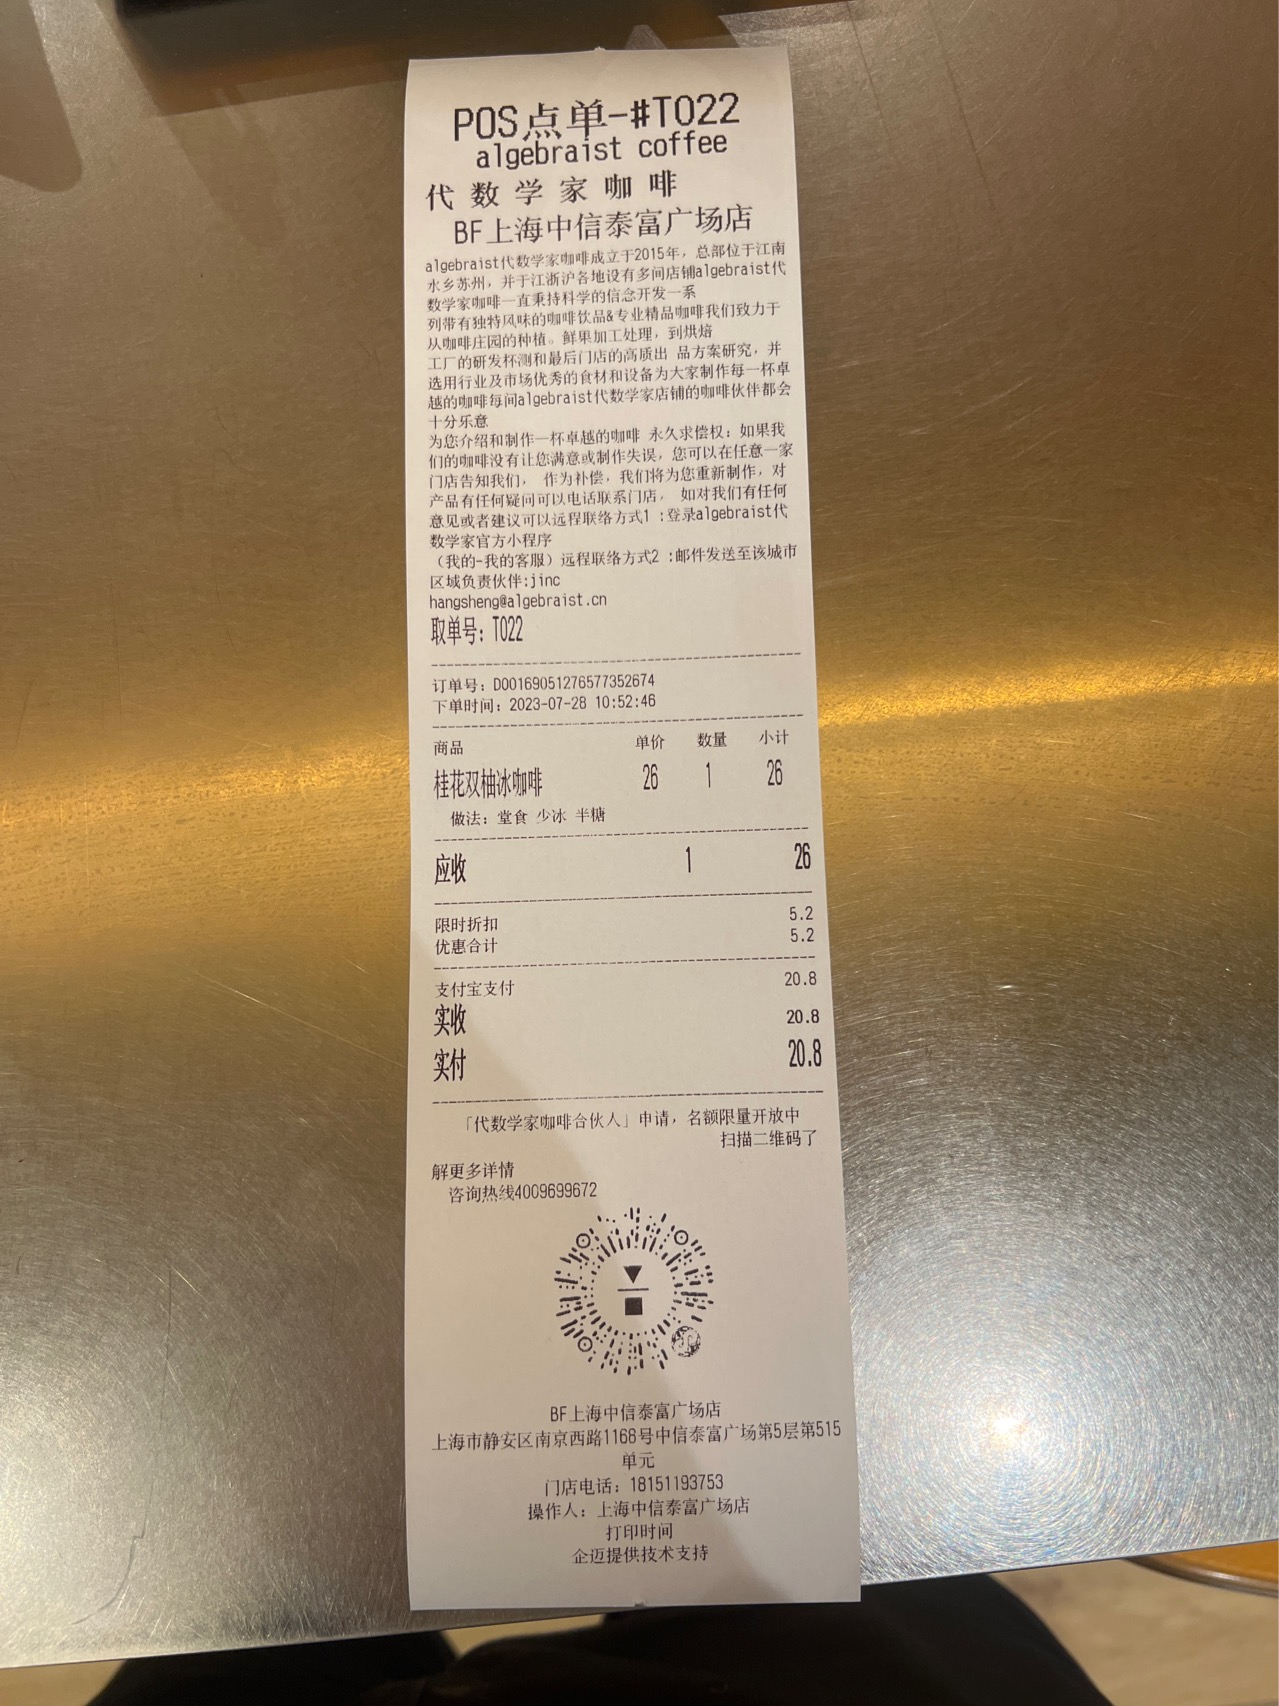 POS点单-#T022
algebraist coffee
代数学家咖啡
BF上海中信泰富广场店
algebraist代数学家咖啡成立于2015年，总部位于江南
水乡苏州，并于江浙沪各地设有多间店铺algebraist代
数学家咖啡一直秉持科学的信念开发一系
列带有独特风味的咖啡饮品&专业精品咖啡我们致力于
从咖啡庄园的种植。鲜果加工处理，到烘焙
工厂的研发杯测和最后门店的高质出 品方案研究，并
选用行业及市场优秀的食材和设备为大家制作每一杯卓
越的咖啡每间algebraist代数学家店铺的咖啡伙伴都会
十分乐意
为您介绍和制作一杯卓越的咖啡 永久求偿权：如果我
们的咖啡没有让您满意或制作失误，您可以在任意一家
门店告知我们， 作为补偿，我们将为您重新制作，对
产品有任何疑问可以电话联系门店， 如对我们有任何
意见或者建议可以远程联络方式1 :登录algebraist代
数学家官方小程序
（我的-我的客服）远程联络方式2 :邮件发送至该城市
区域负责伙伴:jinc
hangsheng@algebraist.cn
取单号：T022
订单号：D00169051276577352674
下单时间：2023-07-28 10:52:46
商品 单价 数量 小计
桂花双柚冰咖啡 26 1 26
做法：堂食 少冰 半糖
应收 1 26
限时折扣 5.2
优惠合计 5.2
支付宝支付 20.8
实收 20.8
实付 20.8
「代数学家咖啡合伙人」申请，名额限量开放中
扫描二维码了
解更多详情
咨询热线4009699672
BF上海中信泰富广场店
上海市静安区南京西路1168号中信泰富广场第5层第515
单元
门店电话：18151193753
操作人：上海中信泰富广场店
打印时间
企迈提供技术支持